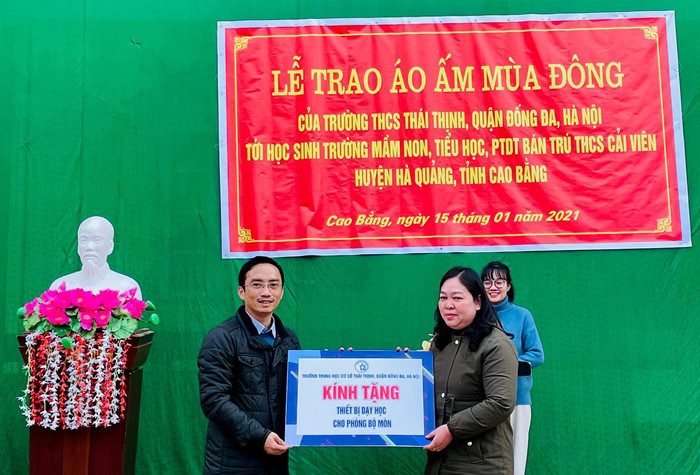 LỄ TRAO ÁO ẤM MÙA ĐÔNG
CỦA TRƯỜNG THCS THÁI THỊNH, QUẬN ĐỐNG ĐA, HÀ NỘI
TỚI HỌC SINH TRƯỜNG MẦM NON, TIỂU HỌC, PTDT BÁN TRÚ THCS CẢI VIÊN
HUYỆN HÀ QUẢNG, TỈNH CAO BẰNG
Cao Bằng, ngày 15 tháng 01 năm 2021
TRƯỜNG TRUNG HỌC CƠ SỞ THÁI THỊNH, QUẬN ĐỐNG ĐA, HÀ NỘI
KÍNH TẶNG
THIẾT BỊ DẠY HỌC
CHO PHÒNG BỘ MÔN